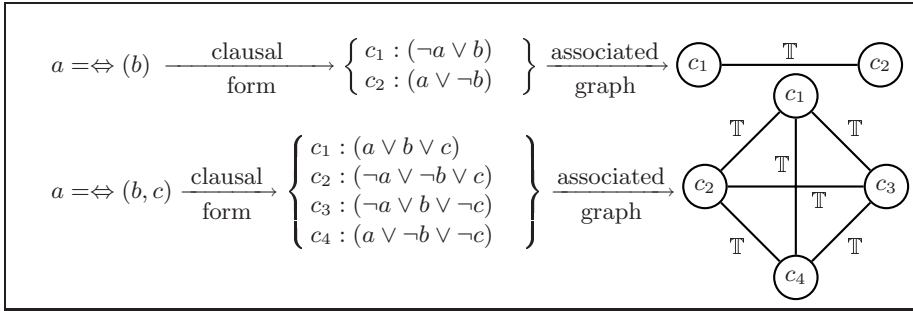 a =⇔ (b) clausal form { c₁ : (¬a ∨ b) c₂ : (a ∨ ¬b) } associated graph c₁ 𝕋 c₂
a =⇔ (b, c) clausal form { c₁ : (a ∨ b ∨ c) c₂ : (¬a ∨ ¬b ∨ c) c₃ : (¬a ∨ b ∨ ¬c) c₄ : (a ∨ ¬b ∨ ¬c) } associated graph
c₁
𝕋 𝕋
𝕋
c₂ c₃
𝕋
𝕋 𝕋
c₄